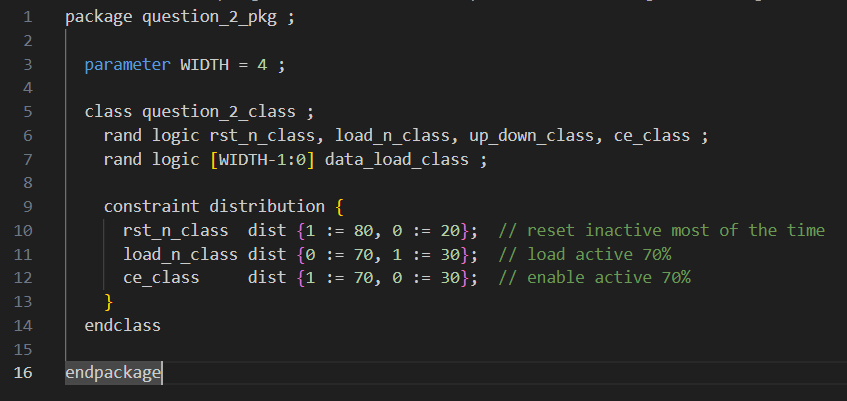 1 package question_2_pkg ;
2
3 parameter WIDTH = 4 ;
4
5 class question_2_class ;
6 rand logic rst_n_class, load_n_class, up_down_class, ce_class ;
7 rand logic [WIDTH-1:0] data_load_class ;
8
9 constraint distribution {
10 rst_n_class dist {1 := 80, 0 := 20}; // reset inactive most of the time
11 load_n_class dist {0 := 70, 1 := 30}; // load active 70%
12 ce_class dist {1 := 70, 0 := 30}; // enable active 70%
13 }
14 endclass
15
16 endpackage